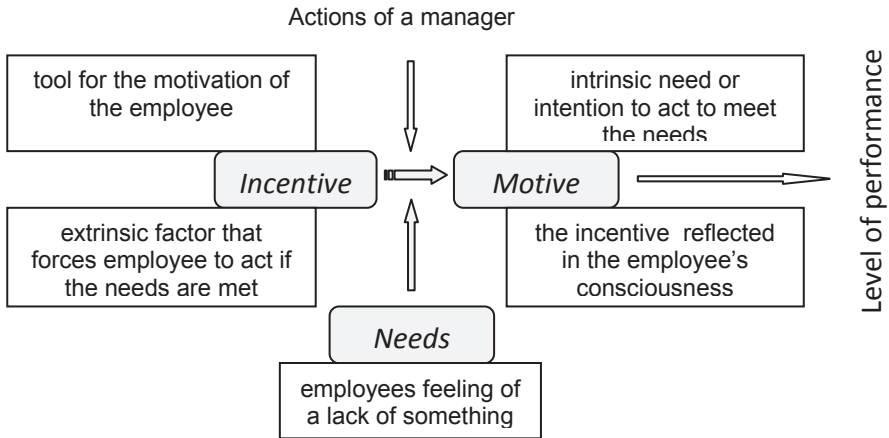 Actions of a manager
tool for the motivation of
the employee
intrinsic need or
intention to act to meet
the needs
Incentive
Motive
extrinsic factor that
forces employee to act if
the needs are met
the incentive reflected
in the employee's
consciousness
Needs
employees feeling of
a lack of something
Level of performance